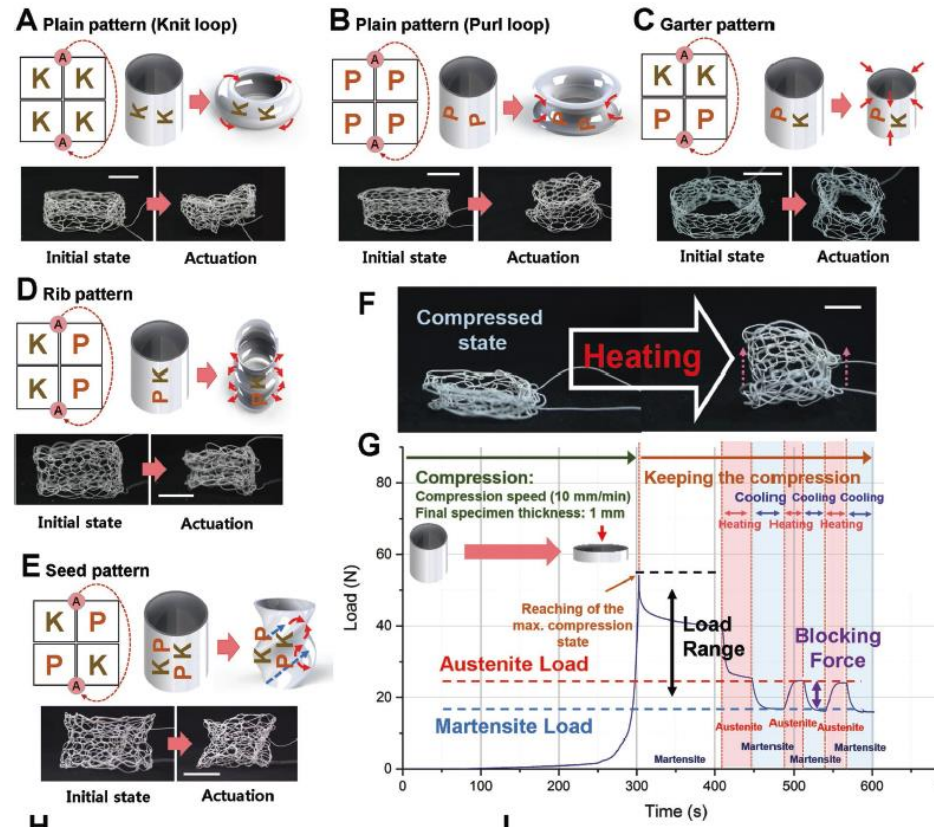 A Plain pattern (Knit loop)
A
K K
K K
A
K K
K K
Initial state Actuation
B Plain pattern (Purl loop)
A
P P
P P
A
P P
P P
Initial state Actuation
C Garter pattern
A
K K
P P
A
P K
P K
Initial state Actuation
D Rib pattern
A
K P
K P
A
P K
P K
Initial state Actuation
E Seed pattern
A
K P
P K
A
K P
P K
K P
P K
Initial state Actuation
F
Compressed
state
Heating
G
Compression:
Compression speed (10 mm/min)
Final specimen thickness: 1 mm
Keeping the compression
Cooling Cooling Cooling
Heating Heating Heating
Reaching of the
max. compression
state
Load
Range
Blocking
Force
Austenite Load
Martensite Load
Austenite Austenite Austenite
Martensite Martensite Martensite Martensite
Load (N)
80
60
40
20
0
0 100 200 300 400 500 600
Time (s)